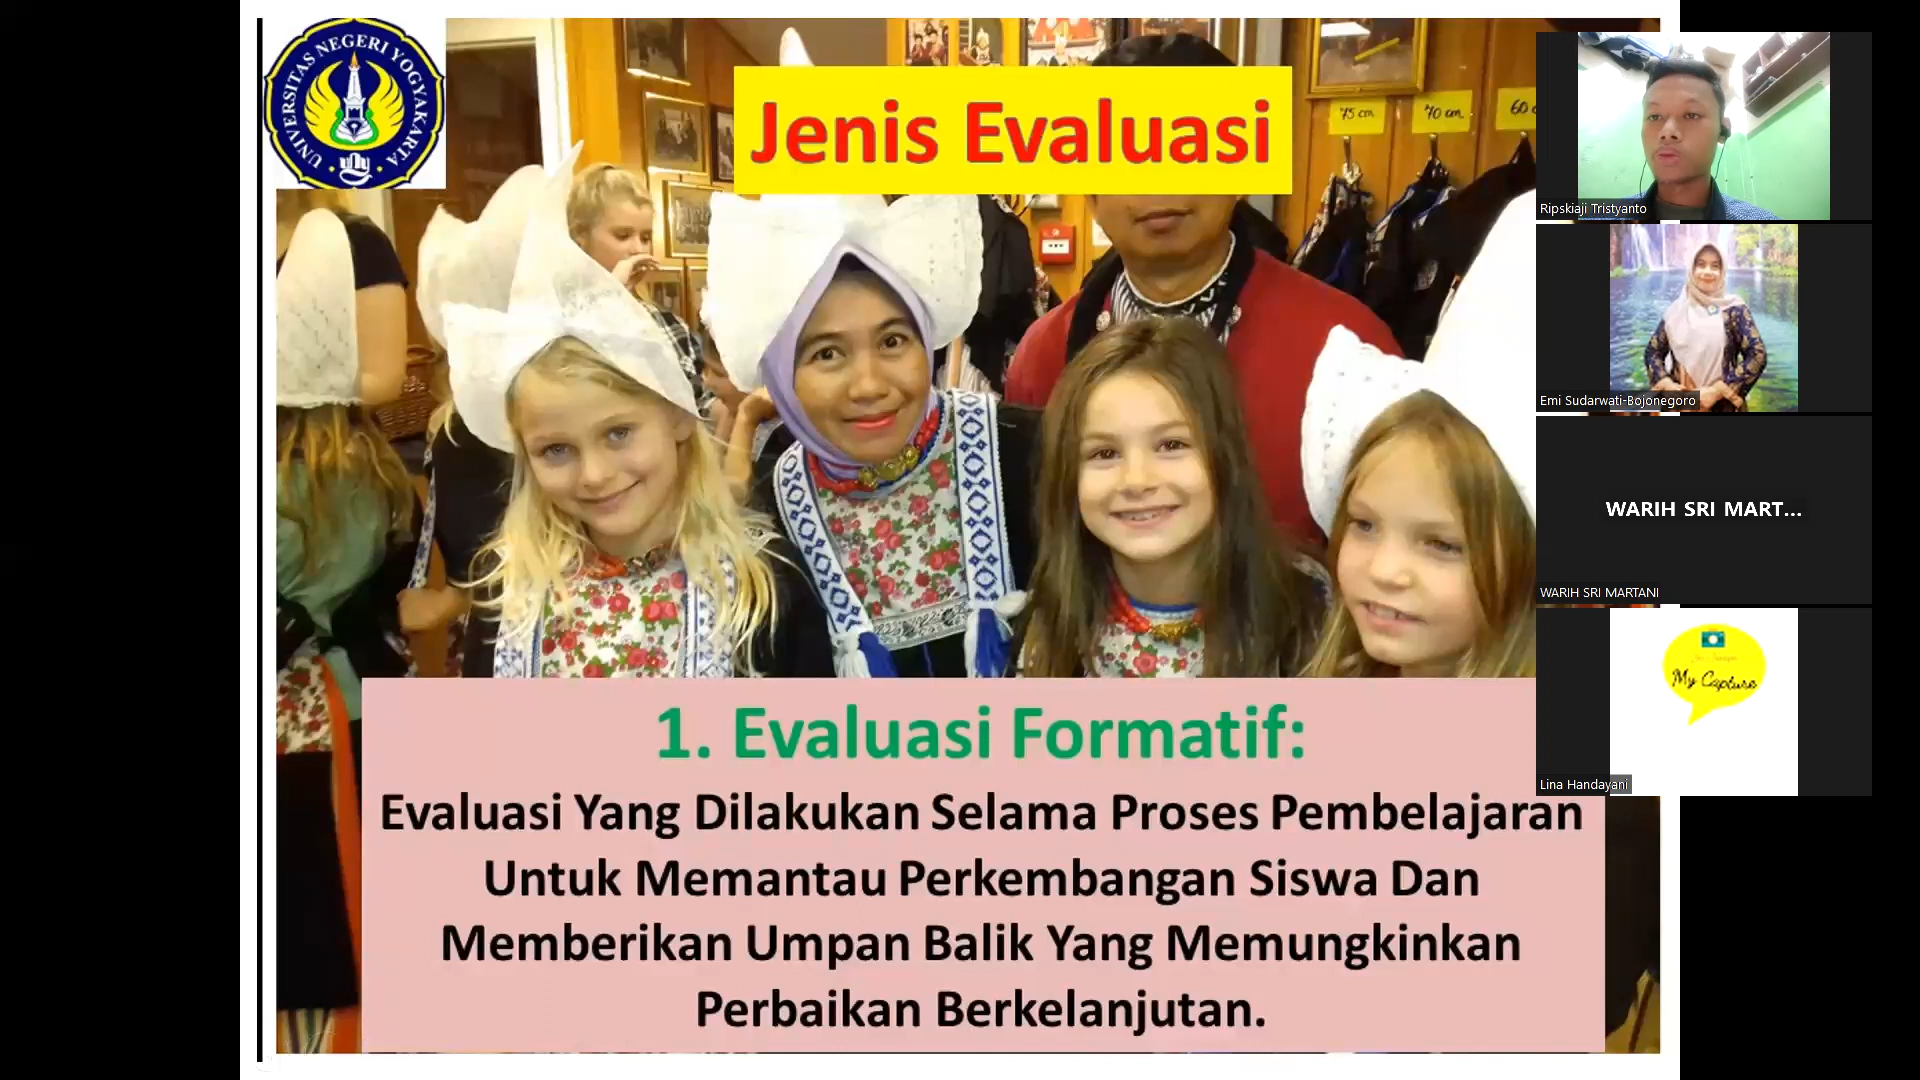 UNIVERSITAS NEGERI YOGYAKARTA
uny
Jenis Evaluasi
75 cm
70 cm
60 c
1. Evaluasi Formatif:
Evaluasi Yang Dilakukan Selama Proses Pembelajaran
Untuk Memantau Perkembangan Siswa Dan
Memberikan Umpan Balik Yang Memungkinkan
Perbaikan Berkelanjutan.
Ripskiaji Tristyanto
Emi Sudarwati-Bojonegoro
WARIH SRI MART...
WARIH SRI MARTANI
My Capture
Lina Handayani